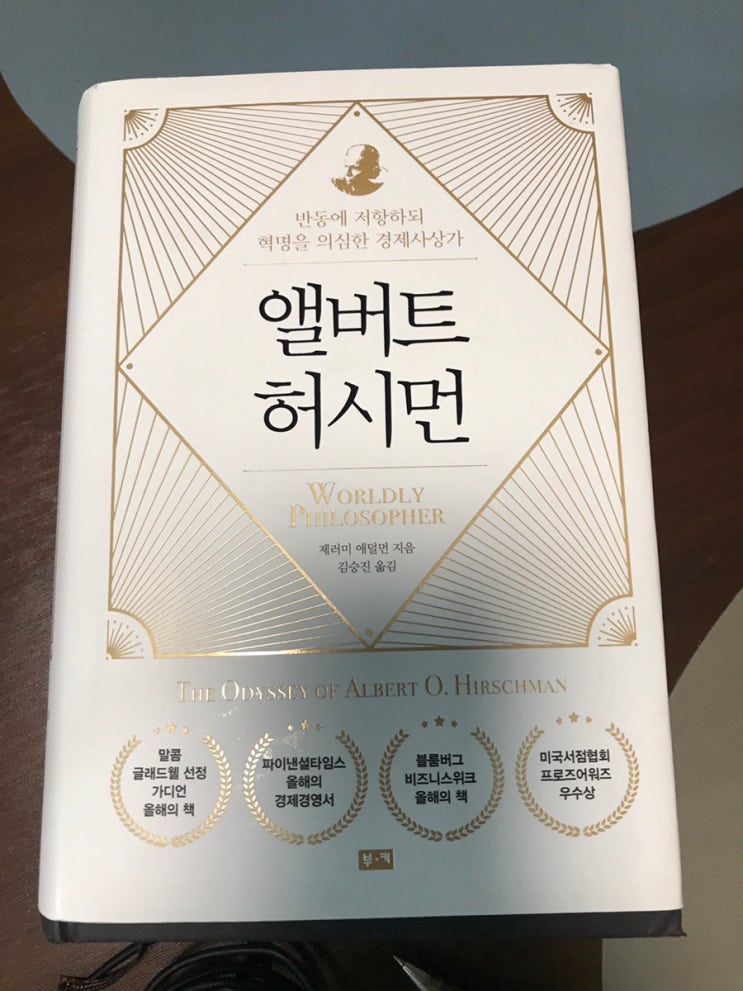 반동에 저항하되
혁명을 의심한 경제사상가
앨버트
허시먼
WORLDLY
PHILOSOPHER
제러미 애덜먼 지음
김승진 옮김
THE ODYSSEY OF ALBERT O. HIRSCHMAN
말콤
글래드웰 선정
가디언
올해의 책
파이낸셜타임스
올해의
경제경영서
블룸버그
비즈니스위크
올해의 책
미국서점협회
프로즈어워즈
우수상
부·키